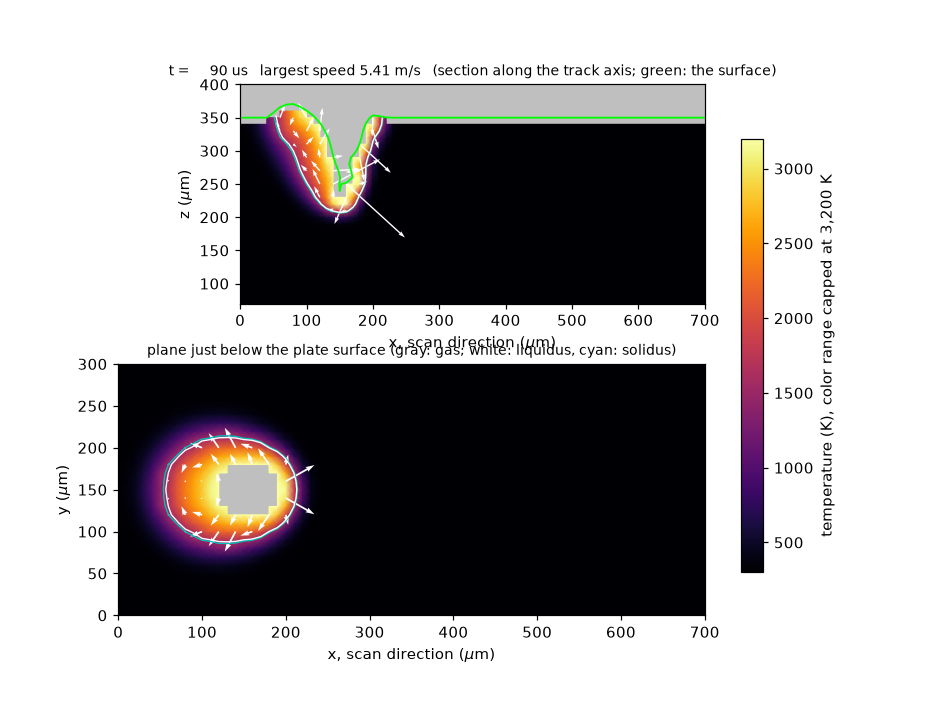 t =     90 us   largest speed 5.41 m/s   (section along the track axis; green: the surface)
400
350
300
250
200
150
100
z (μm)
0 100 200 300 400 500 600 700
x, scan direction (μm)
plane just below the plate surface (gray: gas; white: liquidus, cyan: solidus)
300
250
200
150
100
50
0
y (μm)
0 100 200 300 400 500 600 700
x, scan direction (μm)
3000
2500
2000
1500
1000
500
temperature (K), color range capped at 3,200 K